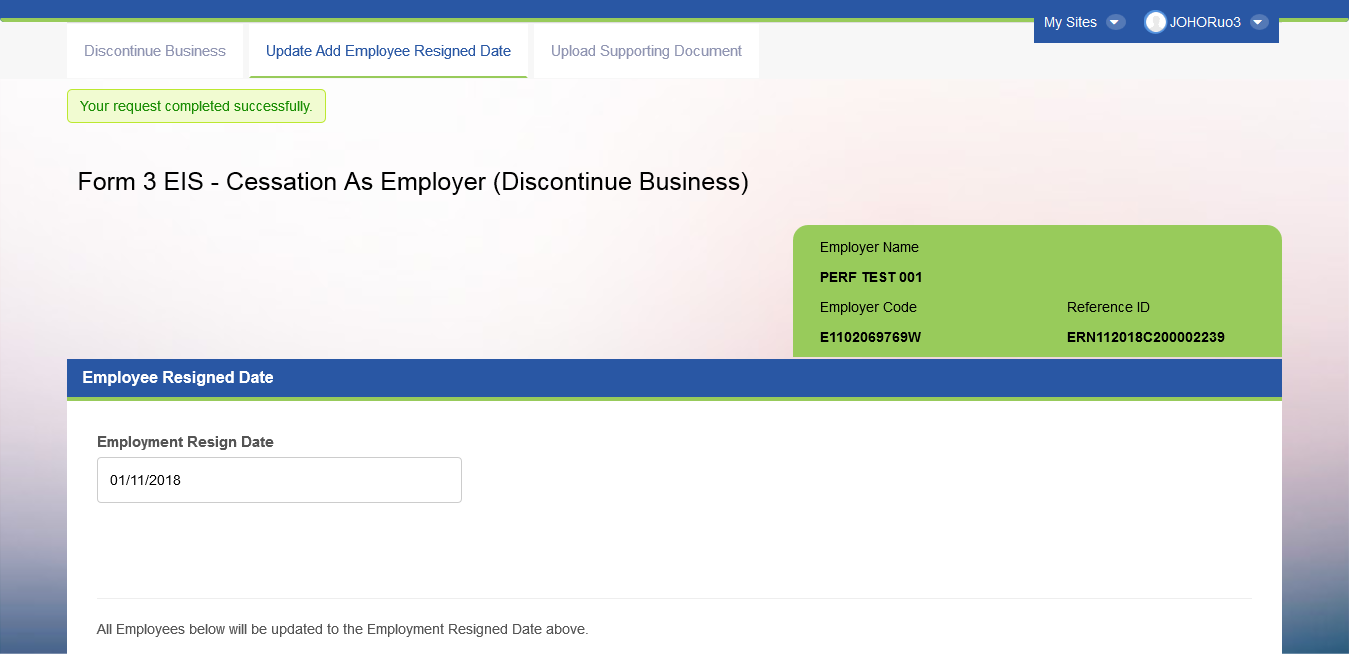 My Sites JOHORuo3
Discontinue Business Update Add Employee Resigned Date Upload Supporting Document
Your request completed successfully.
Form 3 EIS - Cessation As Employer (Discontinue Business)
Employer Name
PERF TEST 001
Employer Code Reference ID
E1102069769W ERN112018C200002239
Employee Resigned Date
Employment Resign Date
01/11/2018
All Employees below will be updated to the Employment Resigned Date above.